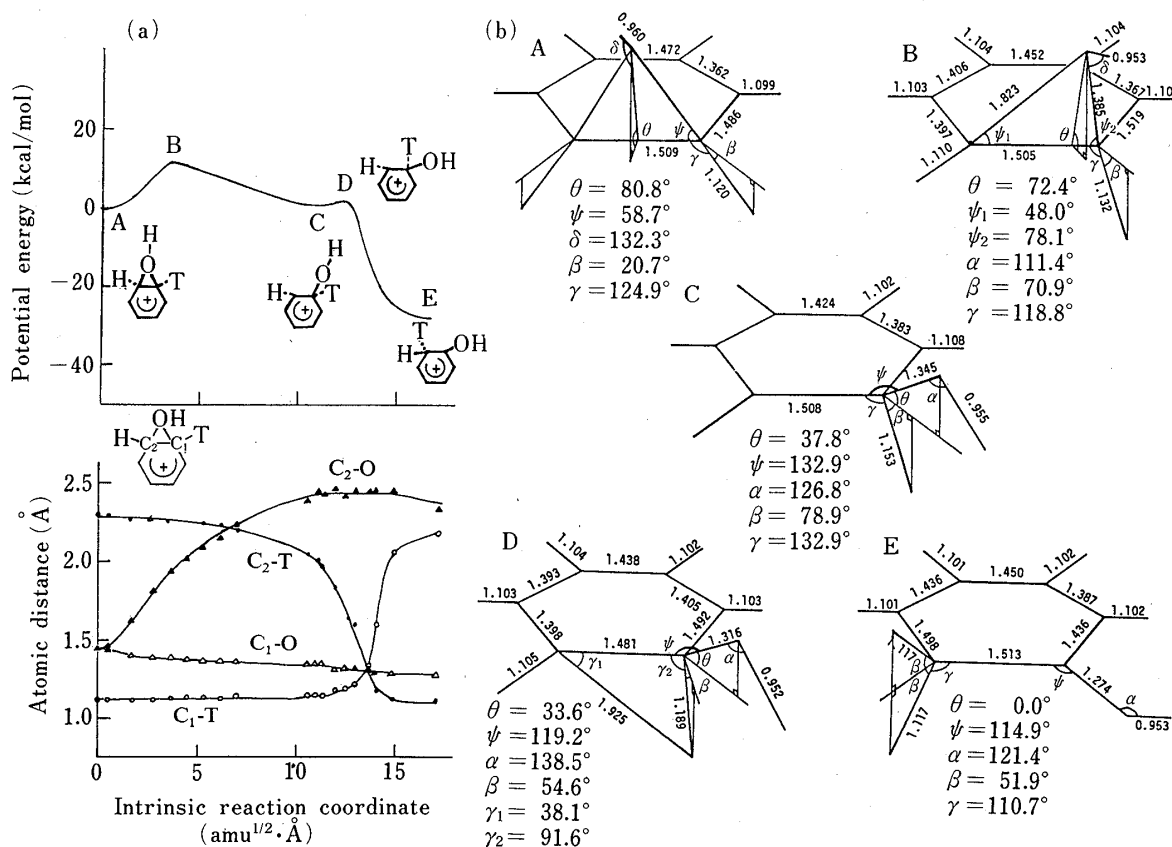 (a)
Potential energy (kcal/mol)
20
0
−20
−40
A
B
C
D
E
H
O
H
T
+
H
O
H
T
+
H
T
OH
+
T
H
OH
+
OH
H
C2
C1
T
+
Atomic distance (Å)
2.5
2.0
1.5
1.0
C2-O
C2-T
C1-O
C1-T
0
5
10
15
Intrinsic reaction coordinate
(amu1/2·Å)
(b)
A
0.960
δ
1.472
1.362
1.099
1.486
θ
ψ
1.509
γ
β
1.120
θ = 80.8°
ψ = 58.7°
δ = 132.3°
β = 20.7°
γ = 124.9°
B
1.104
0.953
1.104
1.452
δ
1.406
1.367
1.103
1.823
1.385
1.397
1.519
ψ1
θ
ψ2
1.110
1.505
γ
β
1.132
θ = 72.4°
ψ1 = 48.0°
ψ2 = 78.1°
α = 111.4°
β = 70.9°
γ = 118.8°
C
1.424
1.102
1.383
1.108
ψ
1.345
θ
α
1.508
γ
β
0.955
1.153
θ = 37.8°
ψ = 132.9°
α = 126.8°
β = 78.9°
γ = 132.9°
D
1.104
1.438
1.102
1.393
1.405
1.103
1.103
1.398
1.492
1.481
ψ
1.316
γ1
γ2
θ
α
1.105
β
1.925
1.189
0.952
θ = 33.6°
ψ = 119.2°
α = 138.5°
β = 54.6°
γ1 = 38.1°
γ2 = 91.6°
E
1.101
1.450
1.102
1.436
1.387
1.101
1.102
1.498
1.436
1.117
β
γ
1.513
β
ψ
1.274
α
1.117
0.953
θ = 0.0°
ψ = 114.9°
α = 121.4°
β = 51.9°
γ = 110.7°